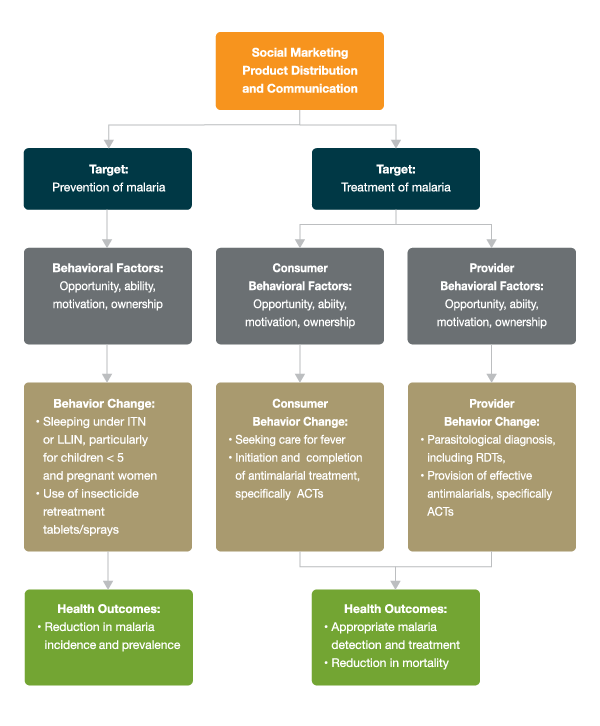 Social Marketing
Product Distribution
and Communication
Target:
Prevention of malaria
Target:
Treatment of malaria
Behavioral Factors:
Opportunity, ability,
motivation, ownership
Consumer
Behavioral Factors:
Opportunity, abiity,
motivation, ownership
Provider
Behavioral Factors:
Opportunity, abiity,
motivation, ownership
Behavior Change:
• Sleeping under ITN
or LLIN, particularly
for children < 5
and pregnant women
• Use of insecticide
retreatment
tablets/sprays
Consumer
Behavior Change:
• Seeking care for fever
• Initiation and completion
of antimalarial treatment,
specifically ACTs
Provider
Behavior Change:
• Parasitological diagnosis,
including RDTs,
• Provision of effective
antimalarials, specifically
ACTs
Health Outcomes:
• Reduction in malaria
incidence and prevalence
Health Outcomes:
• Appropriate malaria
detection and treatment
• Reduction in mortality